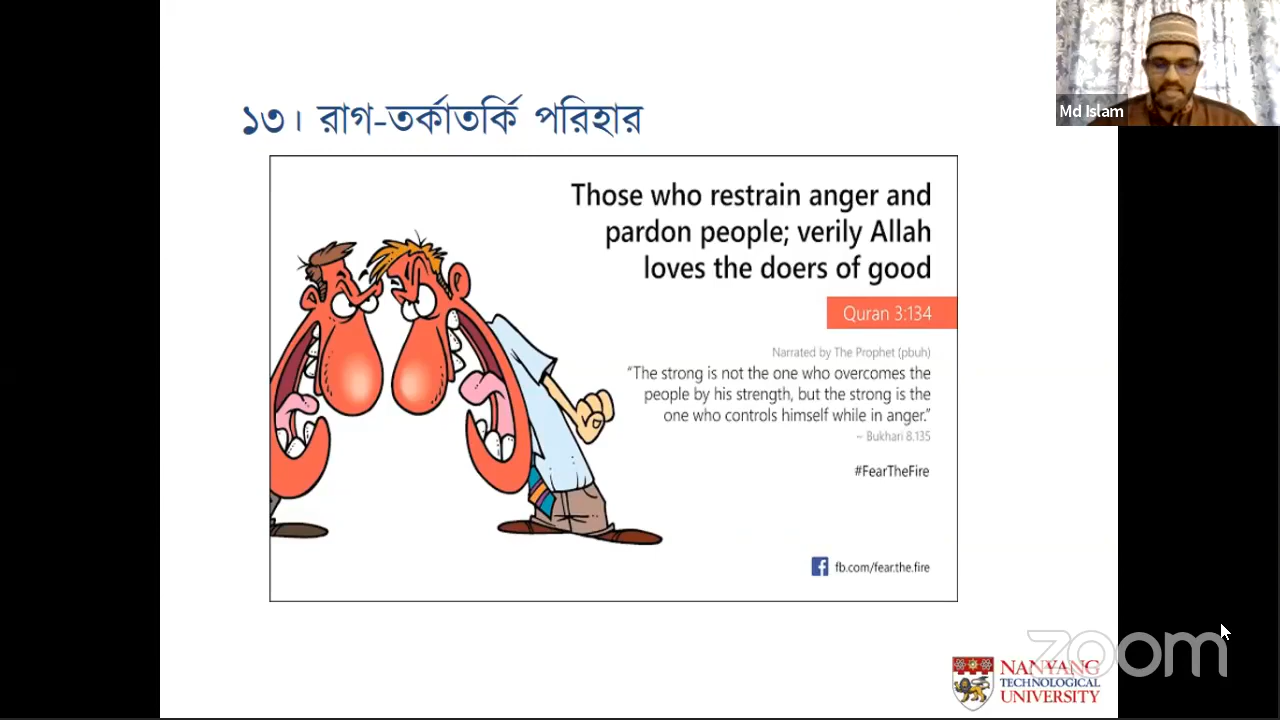 ১৩। রাগ-তর্কাতর্কি পরিহার
Md Islam
Those who restrain anger and
pardon people; verily Allah
loves the doers of good
Quran 3:134
Narrated by The Prophet (pbuh)
“The strong is not the one who overcomes the
people by his strength, but the strong is the
one who controls himself while in anger.”
~ Bukhari 8.135
#FearTheFire
fb.com/fear.the.fire
zoom
NANYANG
TECHNOLOGICAL
UNIVERSITY